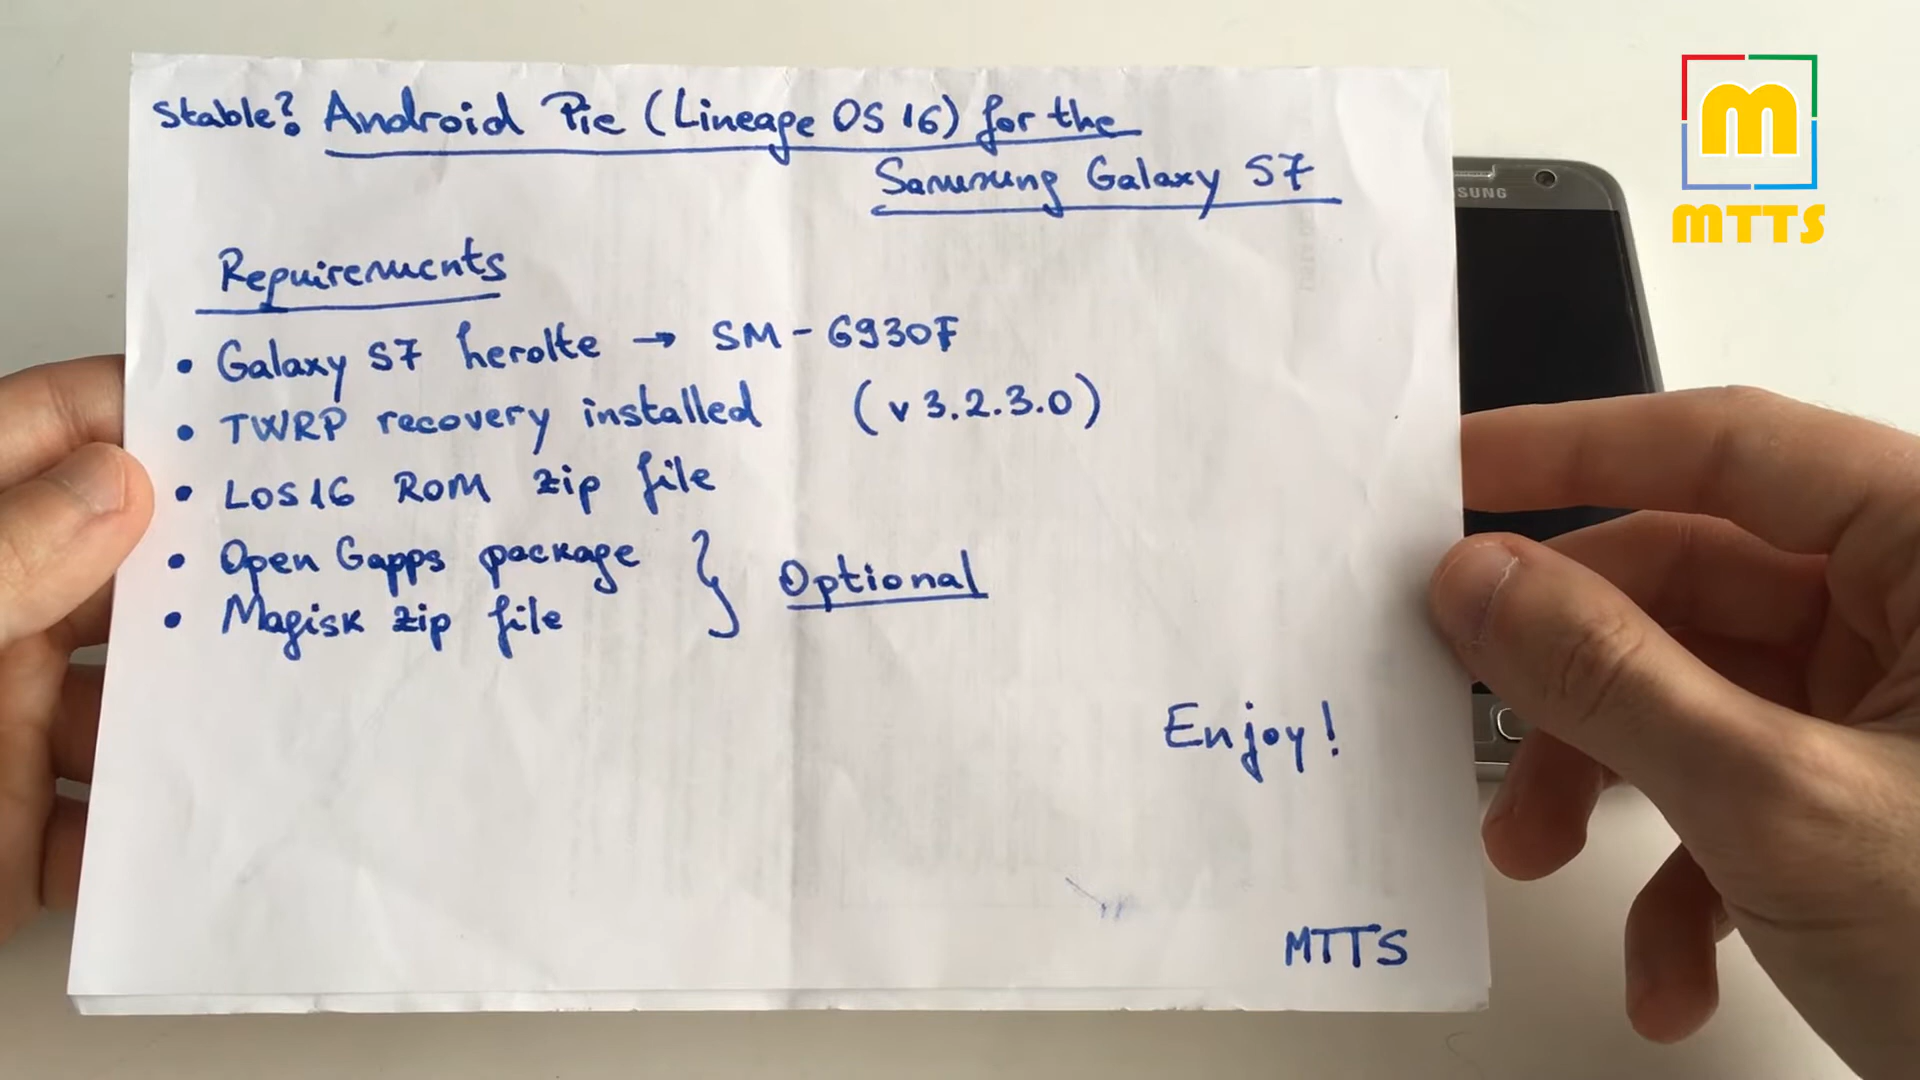 Stable? Android Pie (Lineage OS 16) for the
Samsung Galaxy S7
Requirements
• Galaxy S7 herolte → SM-G930F
• TWRP recovery installed (v3.2.3.0)
• LOS16 ROM zip file
• Open Gapps package
• Magisk zip file
} Optional
Enjoy!
MTTS
SUNG
M
MTTS